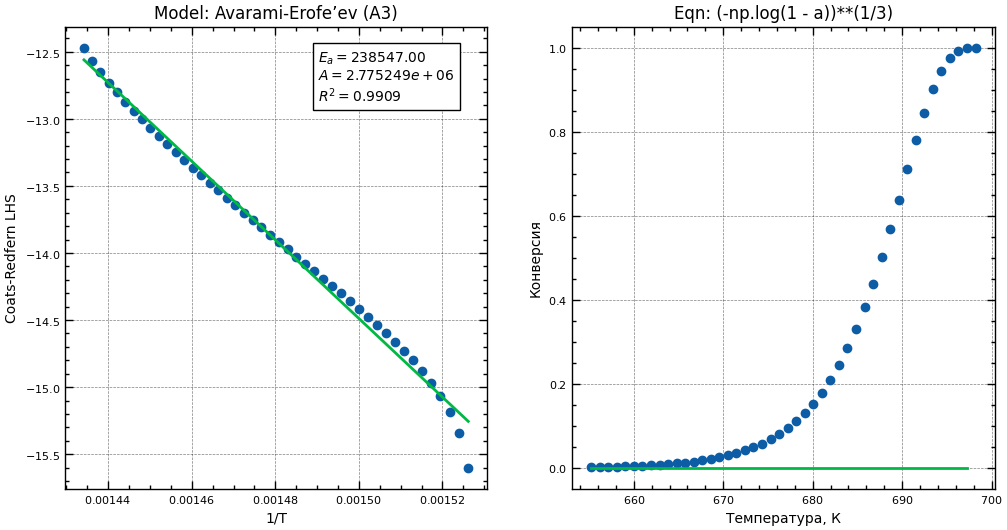 Model: Avarami-Erofe’ev (A3)
Eqn: (-np.log(1 - a))**(1/3)
−12.5
−13.0
−13.5
−14.0
−14.5
−15.0
−15.5
Coats-Redfern LHS
E_a = 238547.00
A = 2.775249e + 06
R² = 0.9909
0.00144 0.00146 0.00148 0.00150 0.00152
1/T
1.0
0.8
0.6
0.4
0.2
0.0
Конверсия
660 670 680 690 700
Температура, К